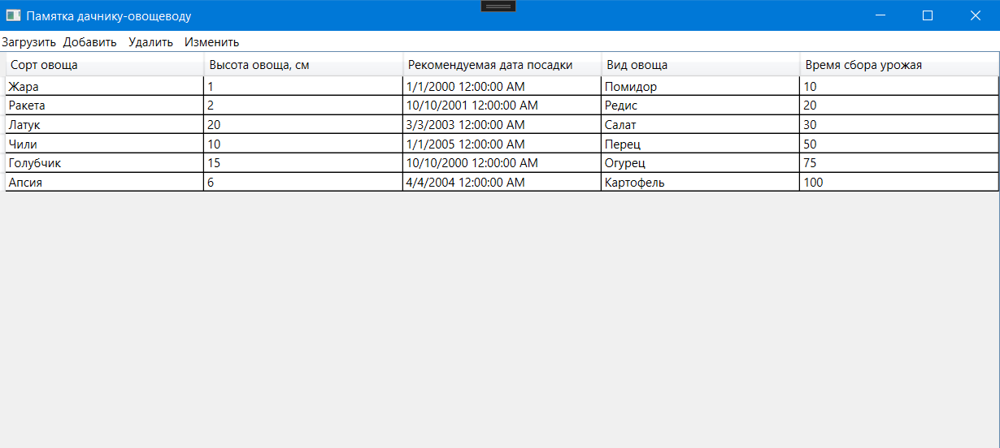 Памятка дачнику-овощеводу
Загрузить Добавить Удалить Изменить
Сорт овоща Высота овоща, см Рекомендуемая дата посадки Вид овоща Время сбора урожая
Жара 1 1/1/2000 12:00:00 AM Помидор 10
Ракета 2 10/10/2001 12:00:00 AM Редис 20
Латук 20 3/3/2003 12:00:00 AM Салат 30
Чили 10 1/1/2005 12:00:00 AM Перец 50
Голубчик 15 10/10/2000 12:00:00 AM Огурец 75
Апсия 6 4/4/2004 12:00:00 AM Картофель 100